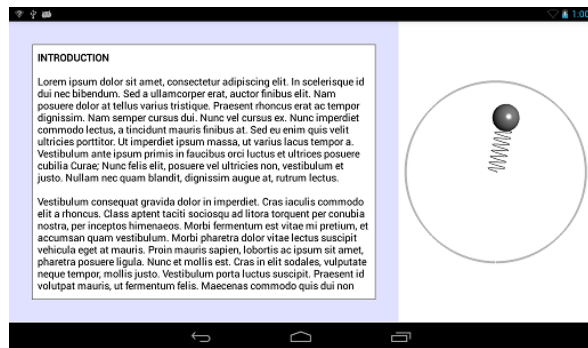 1:00
INTRODUCTION
Lorem ipsum dolor sit amet, consectetur adipiscing elit. In scelerisque id
dui nec bibendum. Sed a ullamcorper erat, auctor finibus elit. Nam
posuere dolor at tellus varius tristique. Praesent rhoncus erat ac tempor
dignissim. Nam semper cursus dui. Nunc vel cursus ex. Nunc imperdiet
commodo lectus, a tincidunt mauris finibus at. Sed eu enim quis velit
ultricies porttitor. Ut imperdiet ipsum massa, ut varius lacus tempor a.
Vestibulum ante ipsum primis in faucibus orci luctus et ultrices posuere
cubilia Curae; Nunc felis elit, posuere vel ultricies non, vestibulum et
justo. Nullam nec quam blandit, dignissim augue at, rutrum lectus.
Vestibulum consequat gravida dolor in imperdiet. Cras iaculis commodo
elit a rhoncus. Class aptent taciti sociosqu ad litora torquent per conubia
nostra, per inceptos himenaeos. Morbi fermentum est vitae mi pretium, et
accumsan quam vestibulum. Morbi pharetra dolor vitae lectus suscipit
vehicula eget at mauris. Proin mauris sapien, lobortis ac ipsum sit amet,
pharetra posuere ligula. Nunc et mollis est. Cras in elit sodales, vulputate
neque tempor, mollis justo. Vestibulum porta luctus suscipit. Praesent id
volutpat mauris, ut fermentum felis. Maecenas commodo quis dui non